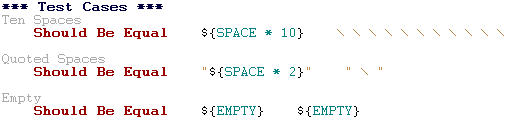 *** Test Cases ***
Ten Spaces
Should Be Equal ${SPACE * 10} \ \ \ \ \ \ \ \ \ \ \
Quoted Spaces
Should Be Equal "${SPACE * 2}" " \ "
Empty
Should Be Equal ${EMPTY} ${EMPTY}